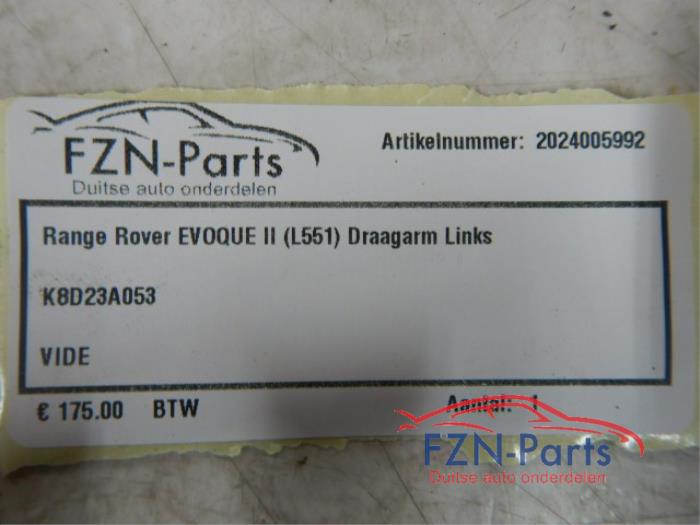 FZN-Parts
Duitse auto onderdelen
Artikelnummer: 2024005992
Range Rover EVOQUE II (L551) Draagarm Links
K8D23A053
VIDE
€ 175.00 BTW
Aantal: 1
FZN-Parts
Duitse auto onderdelen